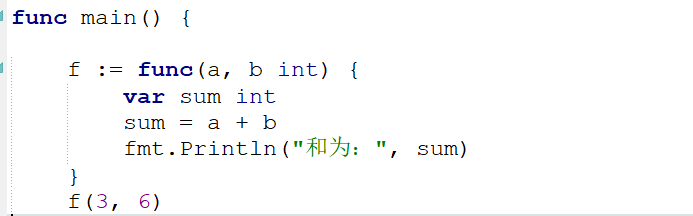 func main() {
f := func(a, b int) {
var sum int
sum = a + b
fmt.Println("和为：", sum)
}
f(3, 6)